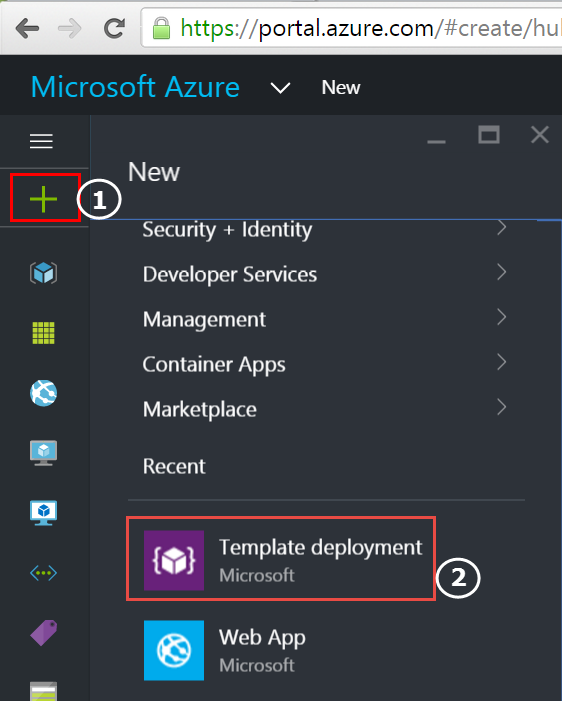 https://portal.azure.com/#create/hu
Microsoft Azure New
1
New
Security + Identity
Developer Services
Management
Container Apps
Marketplace
Recent
Template deployment
Microsoft
2
Web App
Microsoft